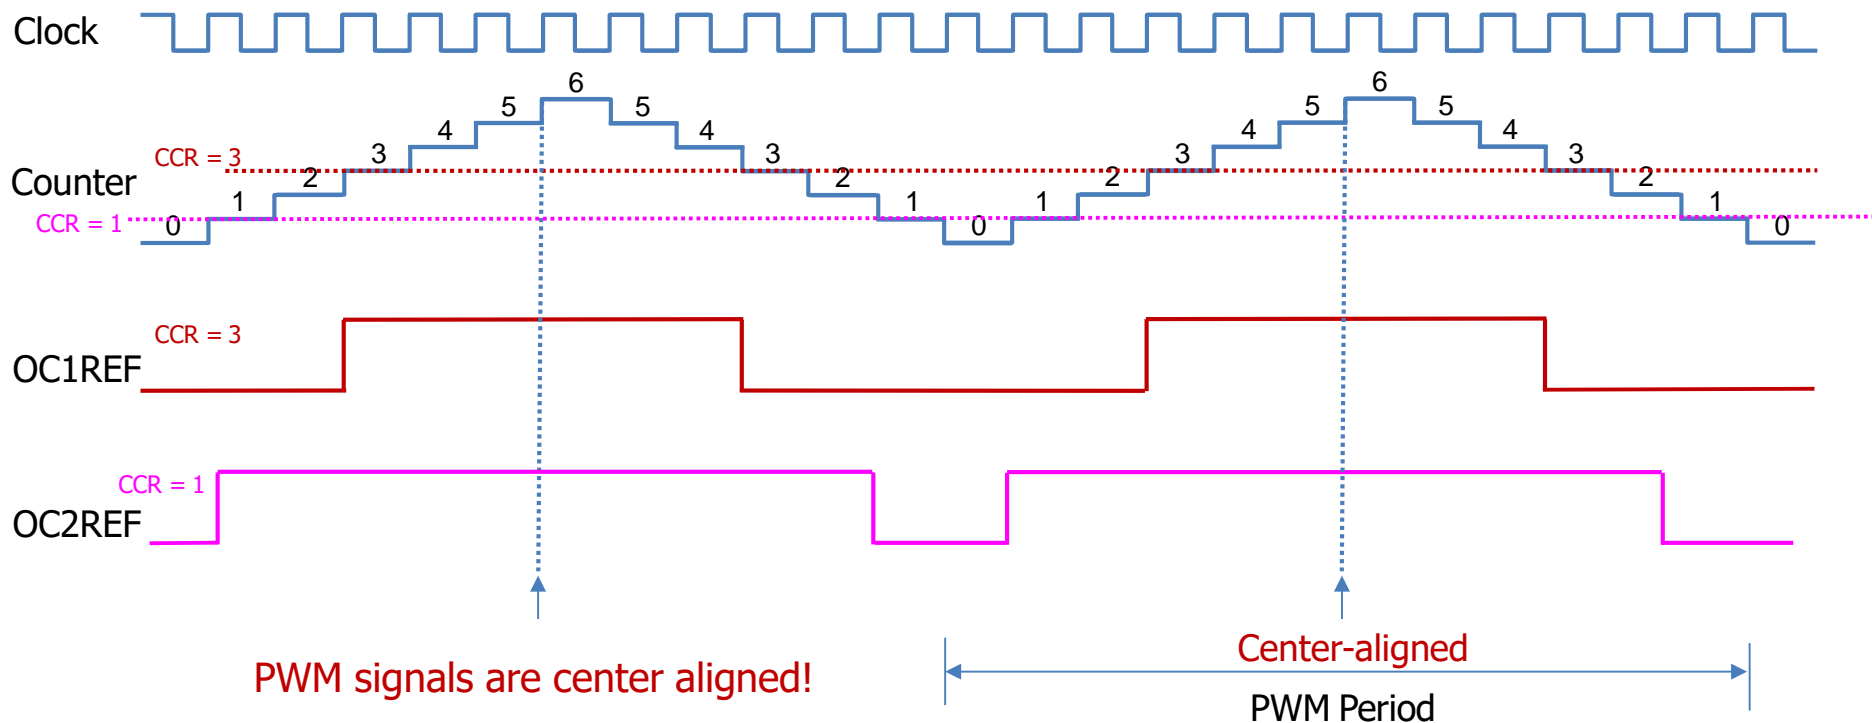 Clock
6 6
5 5 5 5
4 4 4 4
CCR = 3 3 3 3 3
Counter 2 2 2 2
1 1 1 1
CCR = 1 0 0 0
CCR = 3
OC1REF
CCR = 1
OC2REF
PWM signals are center aligned!
Center-aligned
PWM Period